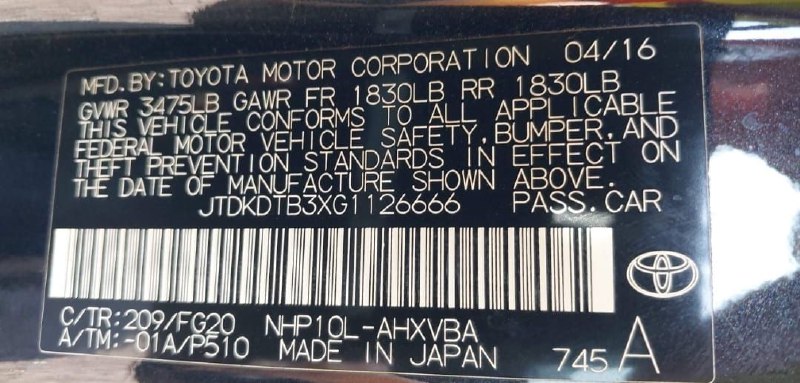 MFD.BY:TOYOTA MOTOR CORPORATION 04/16
GVWR 3475LB GAWR FR 1830LB RR 1830LB
THIS VEHICLE CONFORMS TO ALL APPLICABLE
FEDERAL MOTOR VEHICLE SAFETY,BUMPER,AND
THEFT PREVENTION STANDARDS IN EFFECT ON
THE DATE OF MANUFACTURE SHOWN ABOVE.
JTDKDTB3XG1126666 PASS.CAR
C/TR:209/FG20 NHP10L-AHXVBA
A/TM:-01A/P510 MADE IN JAPAN 745 A